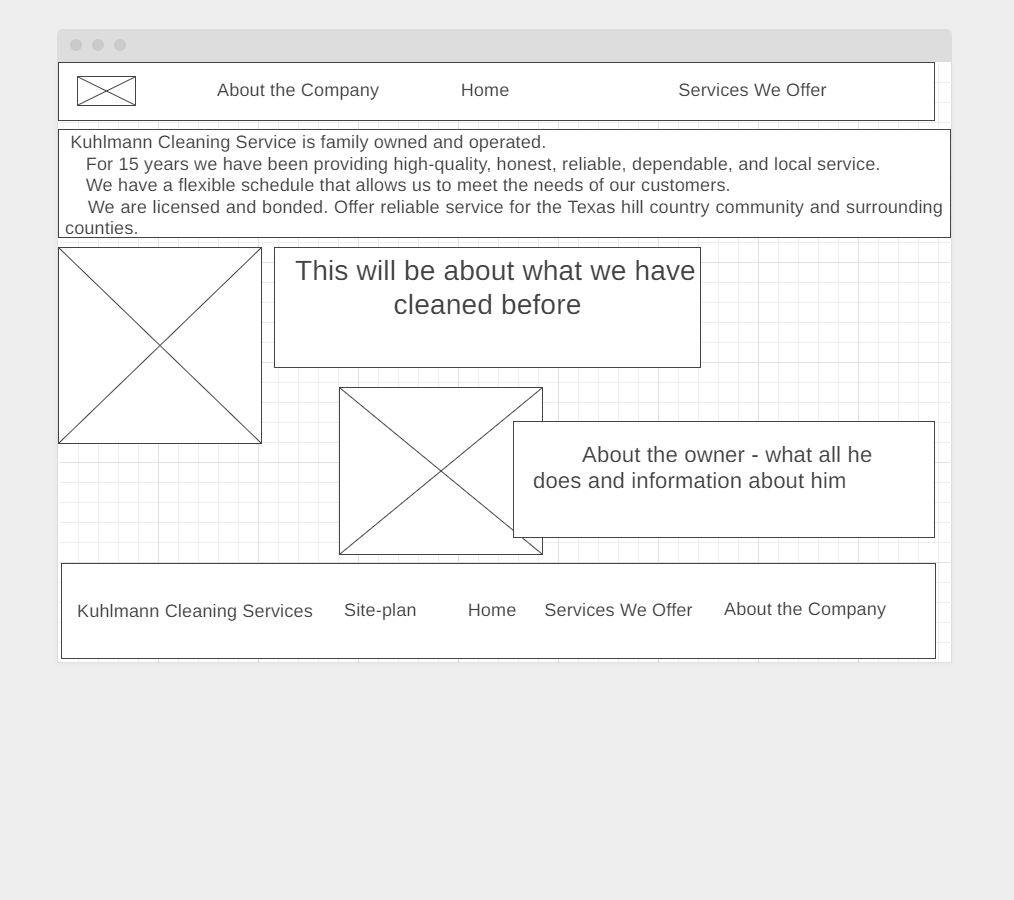 About the Company Home Services We Offer
Kuhlmann Cleaning Service is family owned and operated.
For 15 years we have been providing high-quality, honest, reliable, dependable, and local service.
We have a flexible schedule that allows us to meet the needs of our customers.
We are licensed and bonded. Offer reliable service for the Texas hill country community and surrounding
counties.
This will be about what we have
cleaned before
About the owner - what all he
does and information about him
Kuhlmann Cleaning Services Site-plan Home Services We Offer About the Company